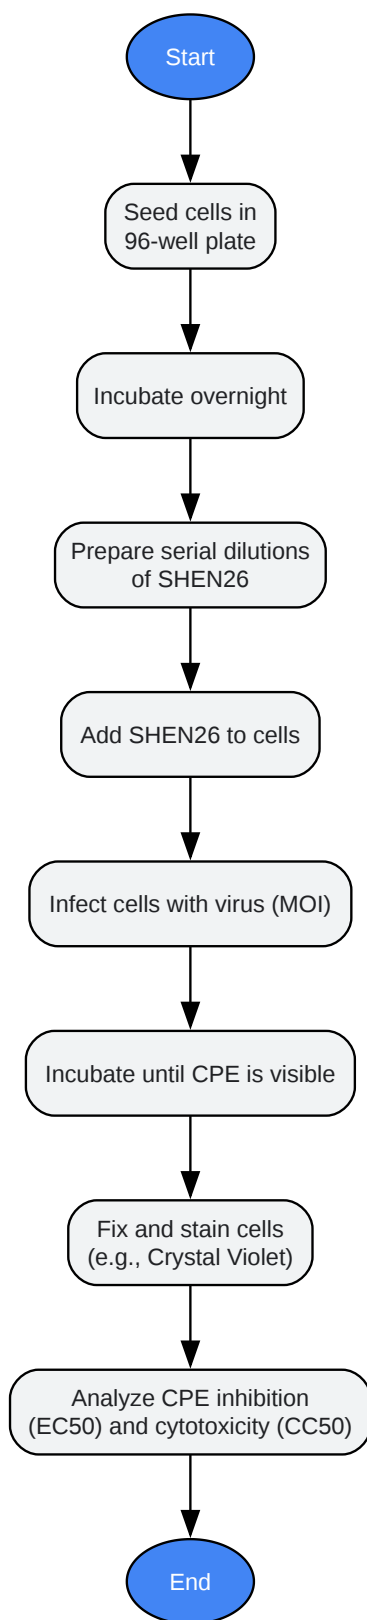 Start
Seed cells in
96-well plate
Incubate overnight
Prepare serial dilutions
of SHEN26
Add SHEN26 to cells
Infect cells with virus (MOI)
Incubate until CPE is visible
Fix and stain cells
(e.g., Crystal Violet)
Analyze CPE inhibition
(EC50) and cytotoxicity (CC50)
End